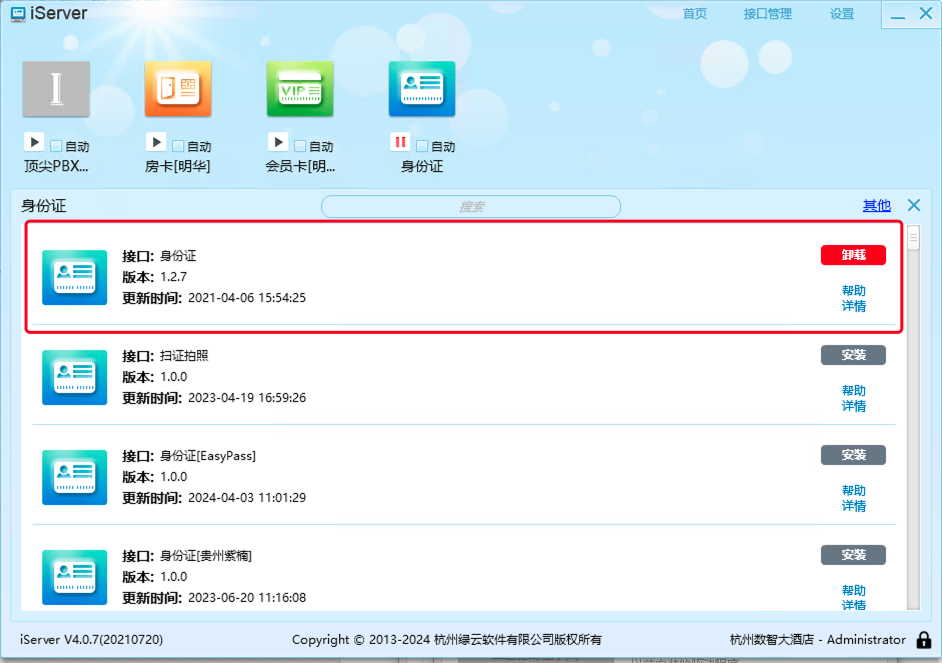 iServer
首页 接口管理 设置
I
VIP
自动 自动 自动 自动
顶尖PBX... 房卡[明华] 会员卡[明... 身份证
身份证 搜索 其他
接口: 身份证 卸载
版本: 1.2.7
更新时间: 2021-04-06 15:54:25
帮助
详情
接口: 扫证拍照 安装
版本: 1.0.0
更新时间: 2023-04-19 16:59:26
帮助
详情
接口: 身份证[EasyPass] 安装
版本: 1.0.0
更新时间: 2024-04-03 11:01:29
帮助
详情
接口: 身份证[贵州紫楠] 安装
版本: 1.0.0
更新时间: 2023-06-20 11:16:08
帮助
详情
iServer V4.0.7(20210720) Copyright © 2013-2024 杭州绿云软件有限公司版权所有 杭州数智大酒店 - Administrator